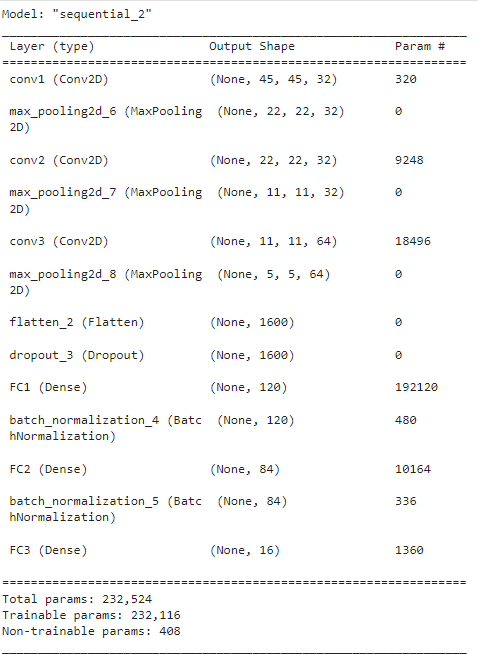 Model: "sequential_2"
_________________________________________________________________
Layer (type) Output Shape Param #
=================================================================
conv1 (Conv2D) (None, 45, 45, 32) 320
max_pooling2d_6 (MaxPooling (None, 22, 22, 32) 0
2D)
conv2 (Conv2D) (None, 22, 22, 32) 9248
max_pooling2d_7 (MaxPooling (None, 11, 11, 32) 0
2D)
conv3 (Conv2D) (None, 11, 11, 64) 18496
max_pooling2d_8 (MaxPooling (None, 5, 5, 64) 0
2D)
flatten_2 (Flatten) (None, 1600) 0
dropout_3 (Dropout) (None, 1600) 0
FC1 (Dense) (None, 120) 192120
batch_normalization_4 (Batc (None, 120) 480
hNormalization)
FC2 (Dense) (None, 84) 10164
batch_normalization_5 (Batc (None, 84) 336
hNormalization)
FC3 (Dense) (None, 16) 1360
=================================================================
Total params: 232,524
Trainable params: 232,116
Non-trainable params: 408
_________________________________________________________________